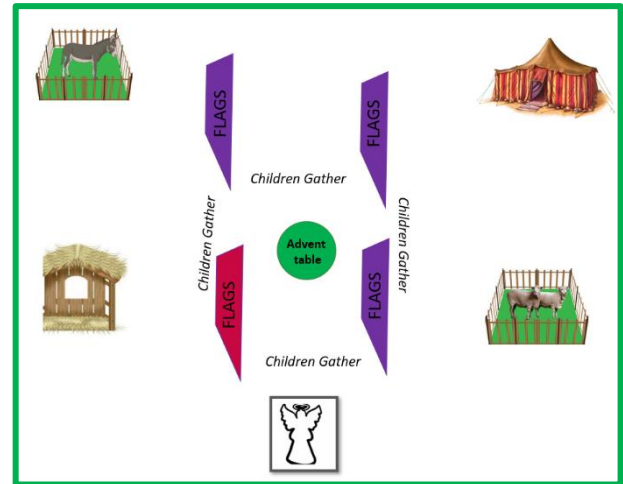 FLAGS
FLAGS
Children Gather
Children Gather
Children Gather
Advent
table
FLAGS
FLAGS
Children Gather